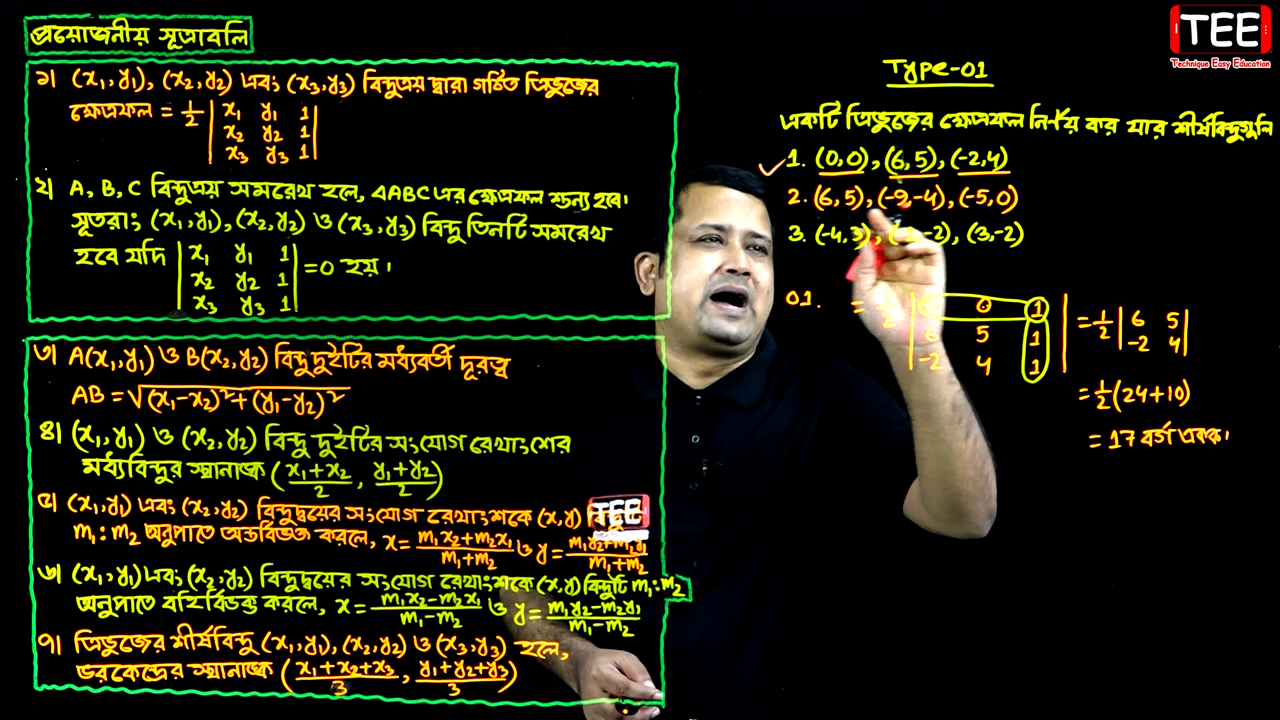 প্রয়োজনীয় সূত্রাবলি
১। (x₁, y₁), (x₂, y₂) এবং (x₃, y₃) বিন্দুত্রয় দ্বারা গঠিত ত্রিভুজের
ক্ষেত্রফল = ½ | x₁ y₁ 1 |
| x₂ y₂ 1 |
| x₃ y₃ 1 |
২। A, B, C বিন্দুত্রয় সমরেখ হলে, ΔABC এর ক্ষেত্রফল শূন্য হবে।
সুতরাং (x₁, y₁), (x₂, y₂) ও (x₃, y₃) বিন্দু তিনটি সমরেখ
হবে যদি | x₁ y₁ 1 |
| x₂ y₂ 1 | = 0 হয়।
| x₃ y₃ 1 |
৩। A(x₁, y₁) ও B(x₂, y₂) বিন্দু দুইটির মধ্যবর্তী দূরত্ব
AB = √(x₁-x₂)²+(y₁-y₂)²
৪। (x₁, y₁) ও (x₂, y₂) বিন্দু দুইটির সংযোগ রেখাংশের
মধ্যবিন্দুর স্থানাঙ্ক ((x₁+x₂)/2, (y₁+y₂)/2)
৫। (x₁, y₁) এবং (x₂, y₂) বিন্দুদ্বয়ের সংযোগ রেখাংশকে (x, y)
m₁ : m₂ অনুপাতে অন্তর্বিভক্ত করলে, x = (m₁x₂+m₂x₁)/(m₁+m₂) ও y = (m₁y₂+m₂y₁)/(m₁+m₂)
৬। (x₁, y₁) এবং (x₂, y₂) বিন্দুদ্বয়ের সংযোগ রেখাংশকে (x, y) বিন্দুটি m₁ : m₂
অনুপাতে বহির্বিভক্ত করলে, x = (m₁x₂-m₂x₁)/(m₁-m₂) ও y = (m₁y₂-m₂y₁)/(m₁-m₂)
৭। ত্রিভুজের শীর্ষবিন্দু (x₁, y₁), (x₂, y₂) ও (x₃, y₃) হলে,
ভরকেন্দ্রের স্থানাঙ্ক ((x₁+x₂+x₃)/3, (y₁+y₂+y₃)/3)
TEE
TEE
Technique Easy Education
Type-01
একটি ত্রিভুজের ক্ষেত্রফল নির্ণয় কর যার শীর্ষবিন্দুগুলি
1. (0,0), (6,5), (-2,4)
2. (6,5), (-9,-4), (-5,0)
3. (-4,3), -2), (3,-2)
01. = 0 1
5 1
-2 4 1
= ½ | 6 5 |
| -2 4 |
= ½ (24+10)
= 17 বর্গ একক।